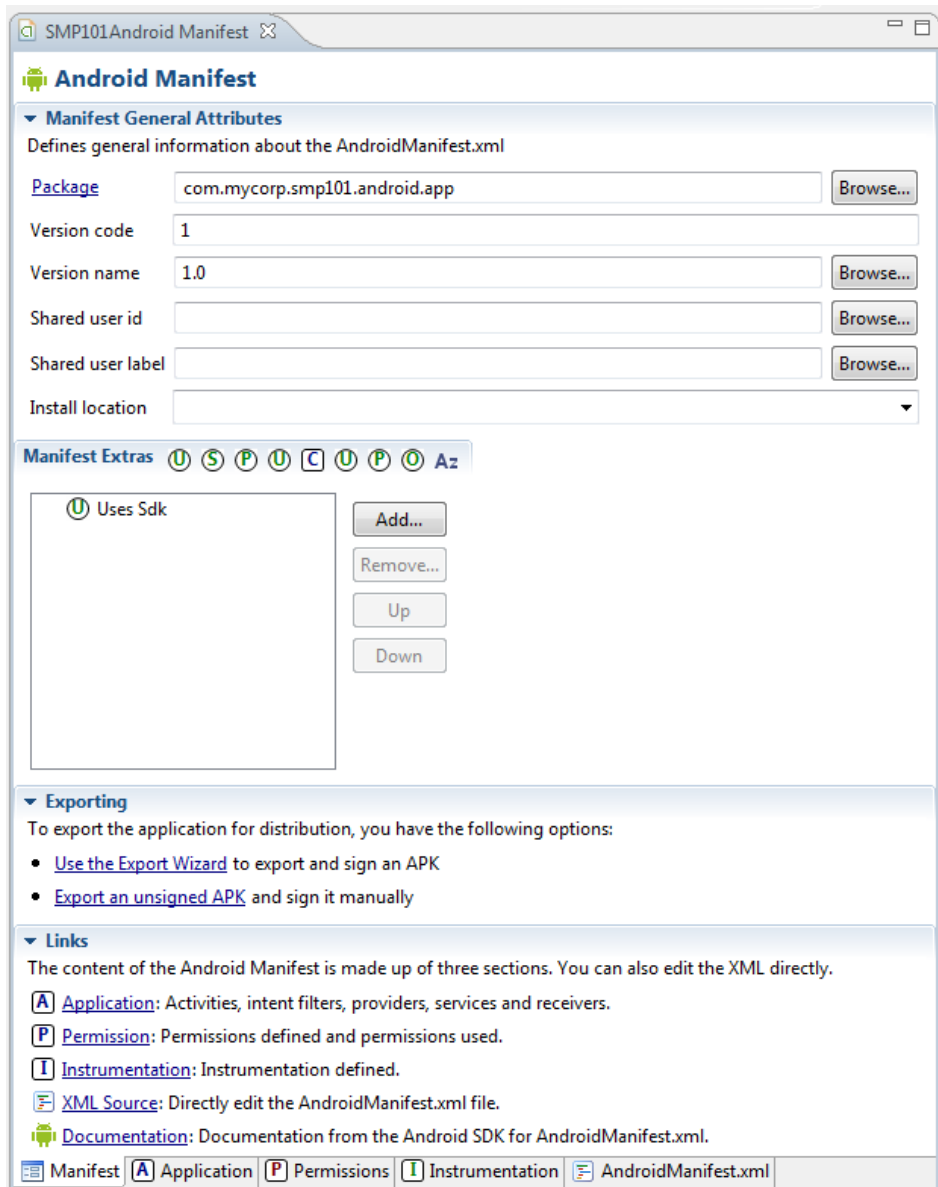 SMP101Android Manifest
Android Manifest
Manifest General Attributes
Defines general information about the AndroidManifest.xml
Package com.mycorp.smp101.android.app Browse...
Version code 1
Version name 1.0 Browse...
Shared user id Browse...
Shared user label Browse...
Install location
Manifest Extras U S P U C U P O Az
U Uses Sdk
Add...
Remove...
Up
Down
Exporting
To export the application for distribution, you have the following options:
• Use the Export Wizard to export and sign an APK
• Export an unsigned APK and sign it manually
Links
The content of the Android Manifest is made up of three sections. You can also edit the XML directly.
A Application: Activities, intent filters, providers, services and receivers.
P Permission: Permissions defined and permissions used.
I Instrumentation: Instrumentation defined.
XML Source: Directly edit the AndroidManifest.xml file.
Documentation: Documentation from the Android SDK for AndroidManifest.xml.
Manifest A Application P Permissions I Instrumentation AndroidManifest.xml